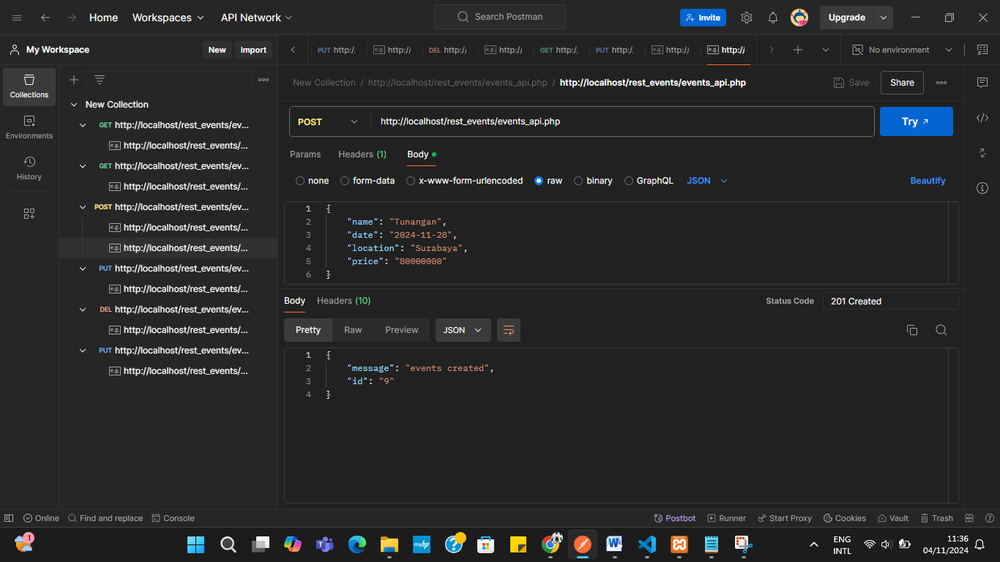 Home Workspaces API Network Search Postman Invite Upgrade
My Workspace New Import PUT http:/. e.g. http:// DEL http:/ e.g. http:// GET http:/. PUT http:/. e.g. http:// e.g. http:// No environment
New Collection / http://localhost/rest_events/events_api.php / http://localhost/rest_events/events_api.php Save Share
Collections
Environments
History
New Collection
GET http://localhost/rest_events/ev...
e.g. http://localhost/rest_events/...
GET http://localhost/rest_events/ev...
e.g. http://localhost/rest_events/...
POST http://localhost/rest_events/ev...
e.g. http://localhost/rest_events/...
e.g. http://localhost/rest_events/...
PUT http://localhost/rest_events/ev...
e.g. http://localhost/rest_events/...
DEL http://localhost/rest_events/ev...
e.g. http://localhost/rest_events/...
PUT http://localhost/rest_events/ev...
e.g. http://localhost/rest_events/...
POST http://localhost/rest_events/events_api.php Try
Params Headers (1) Body
none form-data x-www-form-urlencoded raw binary GraphQL JSON Beautify
1 {
2 "name": "Tunangan",
3 "date": "2024-11-28",
4 "location": "Surabaya",
5 "price": "80000000"
6 }
Body Headers (10) Status Code 201 Created
Pretty Raw Preview JSON
1 {
2 "message": "events created",
3 "id": "9"
4 }
Online Find and replace Console Postbot Runner Start Proxy Cookies Vault Trash
1 myhp ENG 11:36
INTL 04/11/2024